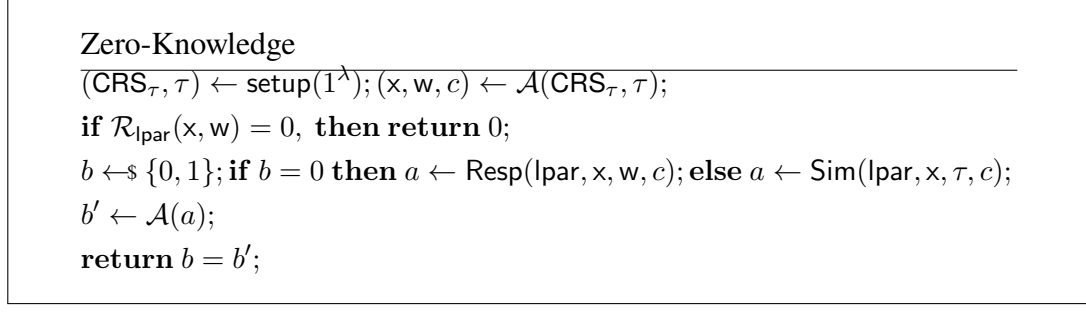 Zero-Knowledge
(CRS_τ, τ) ← setup(1^λ); (x, w, c) ← 𝒜(CRS_τ, τ);
if ℛ_lpar(x, w) = 0, then return 0;
b ←$ {0, 1}; if b = 0 then a ← Resp(lpar, x, w, c); else a ← Sim(lpar, x, τ, c);
b′ ← 𝒜(a);
return b = b′;